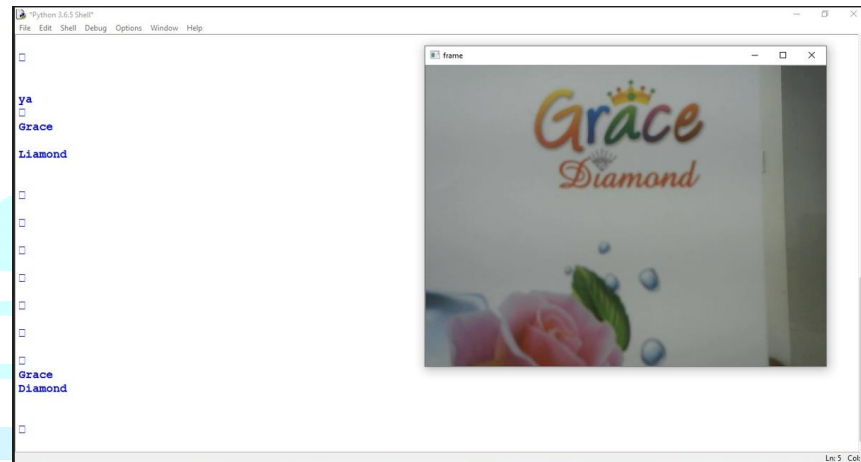 *Python 3.6.5 Shell*
File Edit Shell Debug Options Window Help
ya
Grace
Liamond
Grace
Diamond
frame
Grace
Diamond
Ln: 5 Col: